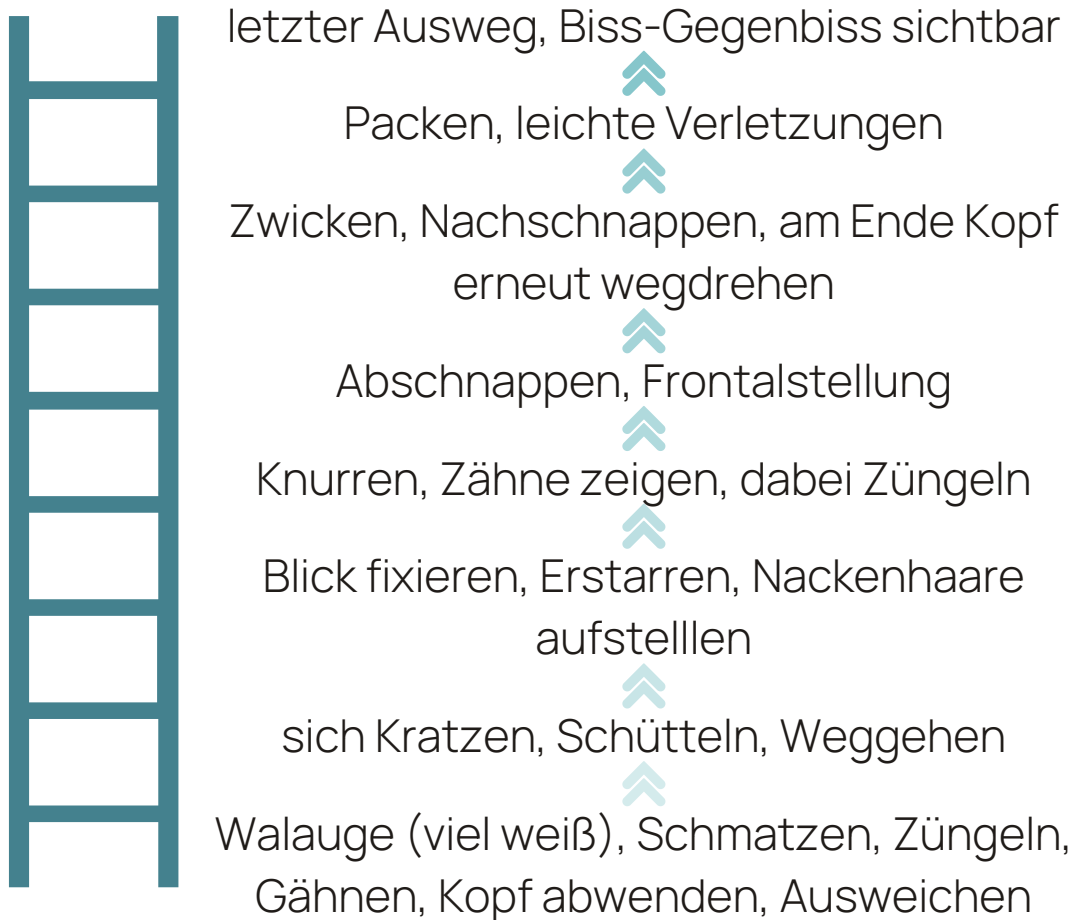 letzter Ausweg, Biss-Gegenbiss sichtbar
Packen, leichte Verletzungen
Zwicken, Nachschnappen, am Ende Kopf
erneut wegdrehen
Abschnappen, Frontalstellung
Knurren, Zähne zeigen, dabei Züngeln
Blick fixieren, Erstarren, Nackenhaare
aufstelllen
sich Kratzen, Schütteln, Weggehen
Walauge (viel weiß), Schmatzen, Züngeln,
Gähnen, Kopf abwenden, Ausweichen